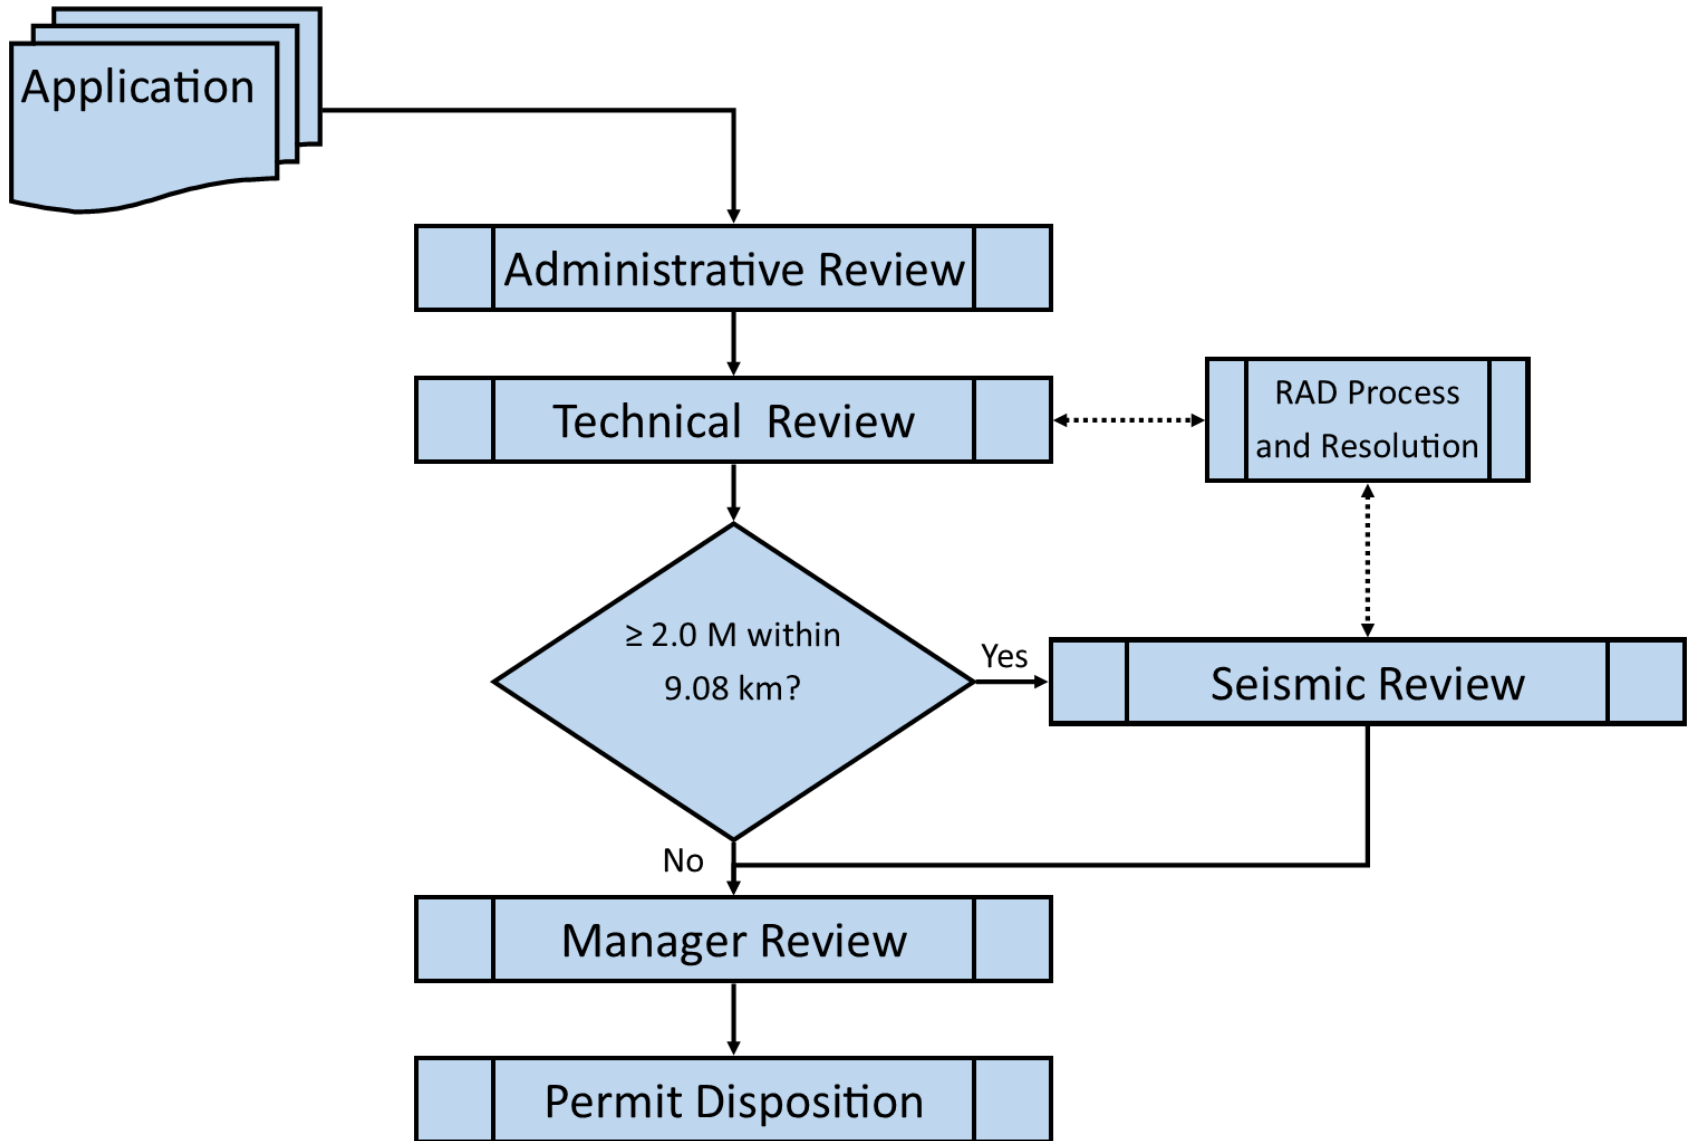 Application
Administrative Review
Technical  Review
RAD Process
and Resolution
≥ 2.0 M within
9.08 km?
Yes
Seismic Review
No
Manager Review
Permit Disposition